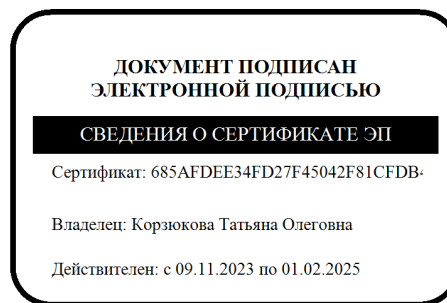 ДОКУМЕНТ ПОДПИСАН
ЭЛЕКТРОННОЙ ПОДПИСЬЮ
СВЕДЕНИЯ О СЕРТИФИКАТЕ ЭП
Сертификат: 685AFDEE34FD27F45042F81CFDB4
Владелец: Корзюкова Татьяна Олеговна
Действителен: с 09.11.2023 по 01.02.2025